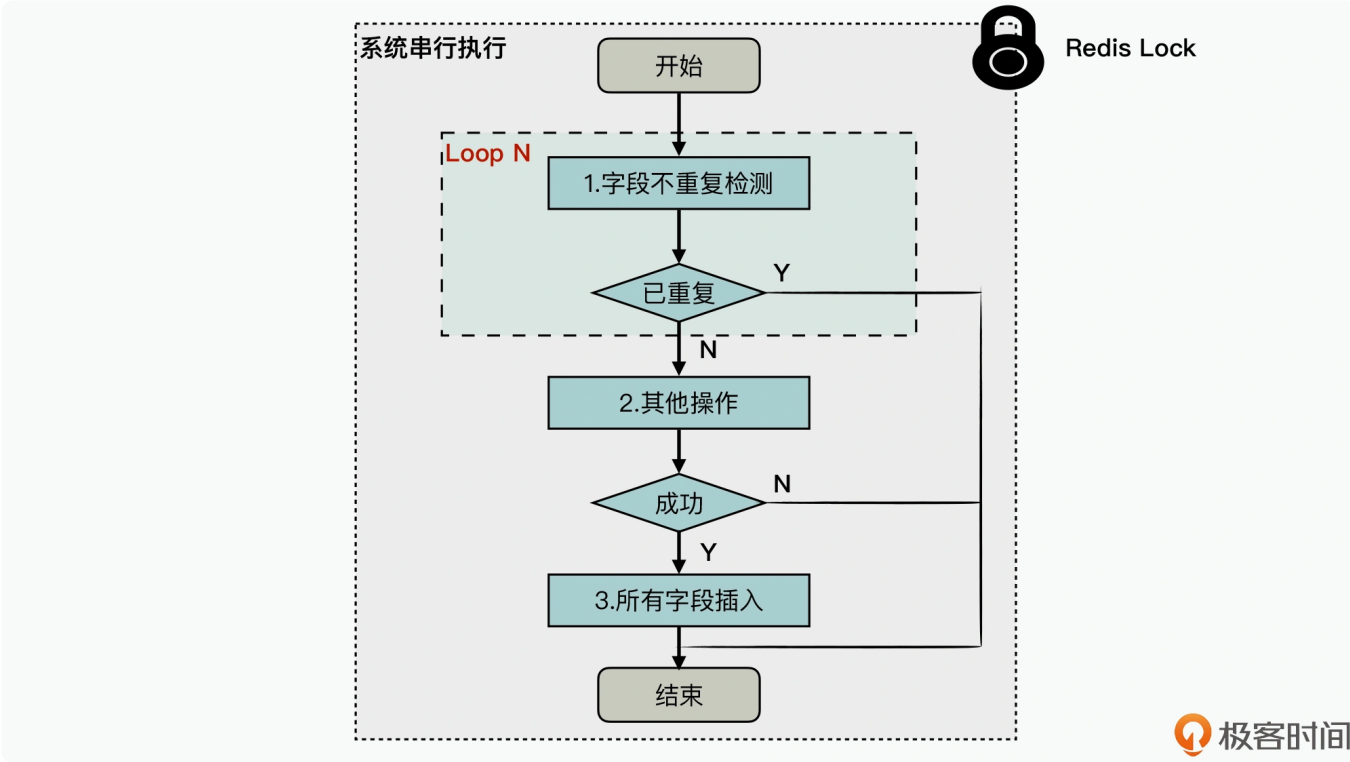 系统串行执行
Redis Lock
开始
Loop N
1.字段不重复检测
Y
已重复
N
2.其他操作
N
成功
Y
3.所有字段插入
结束
极客时间